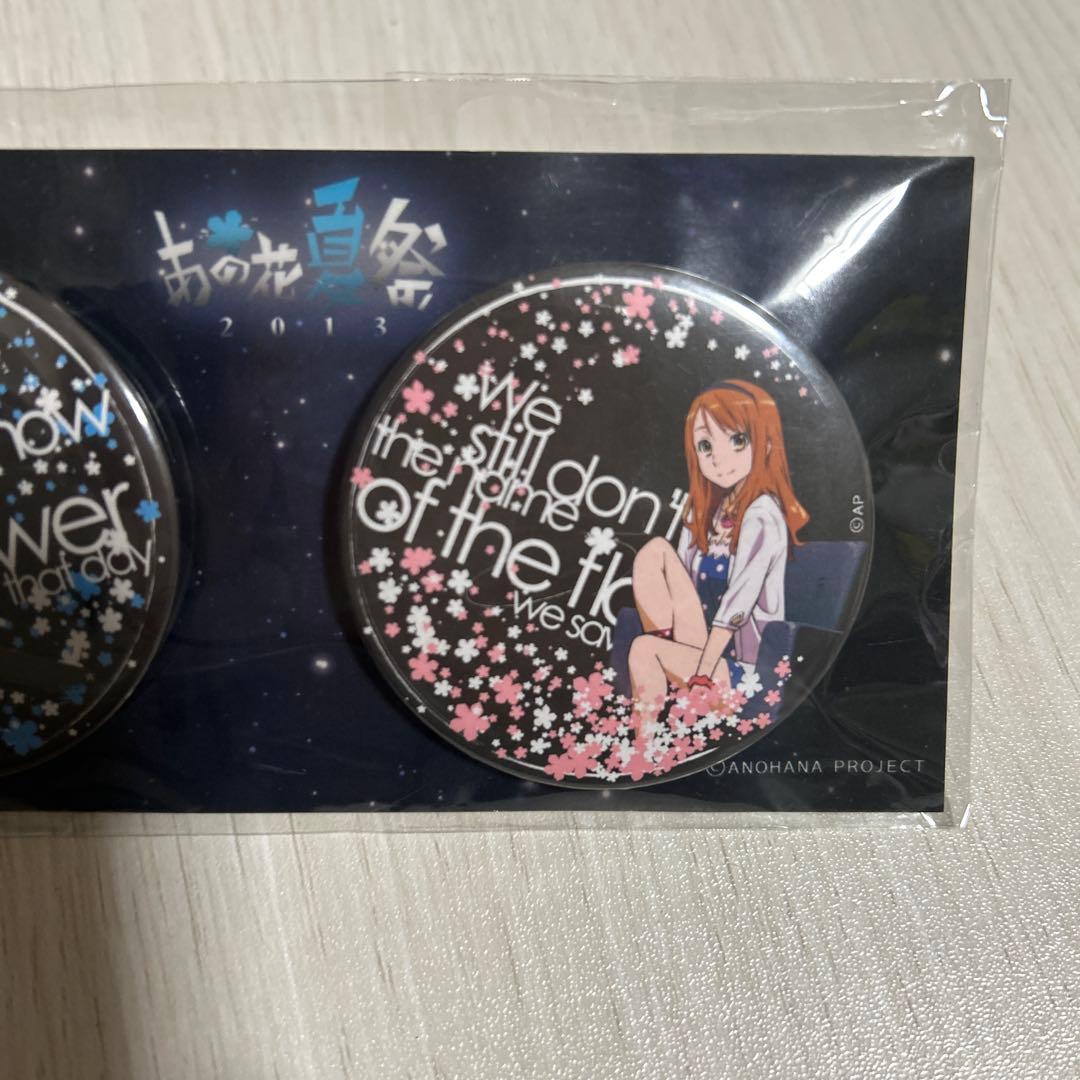 あの花夏祭の
2013
now
wer
that day
We
still don't
the name
of the flo
we saw
©AP
©ANOHANA PROJECT